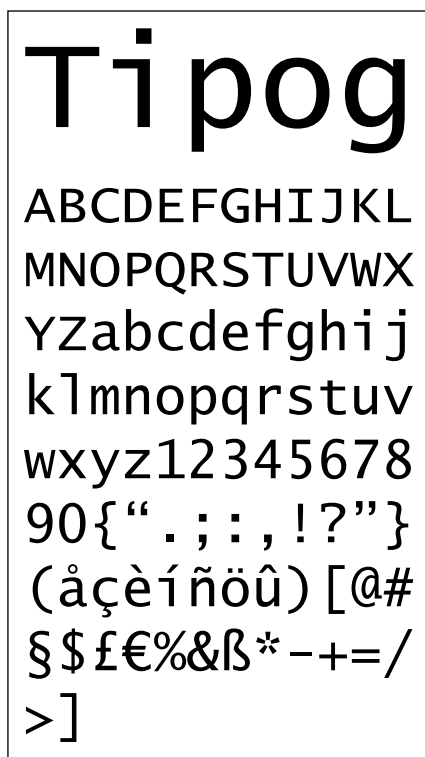 Tipog
ABCDEFGHIJKL
MNOPQRSTUVWX
YZabcdefghij
klmnopqrstuv
wxyz12345678
90{“.;:,!?”}
(åçèíñöû)[@#
§$£€%&ß*-+=/
>]